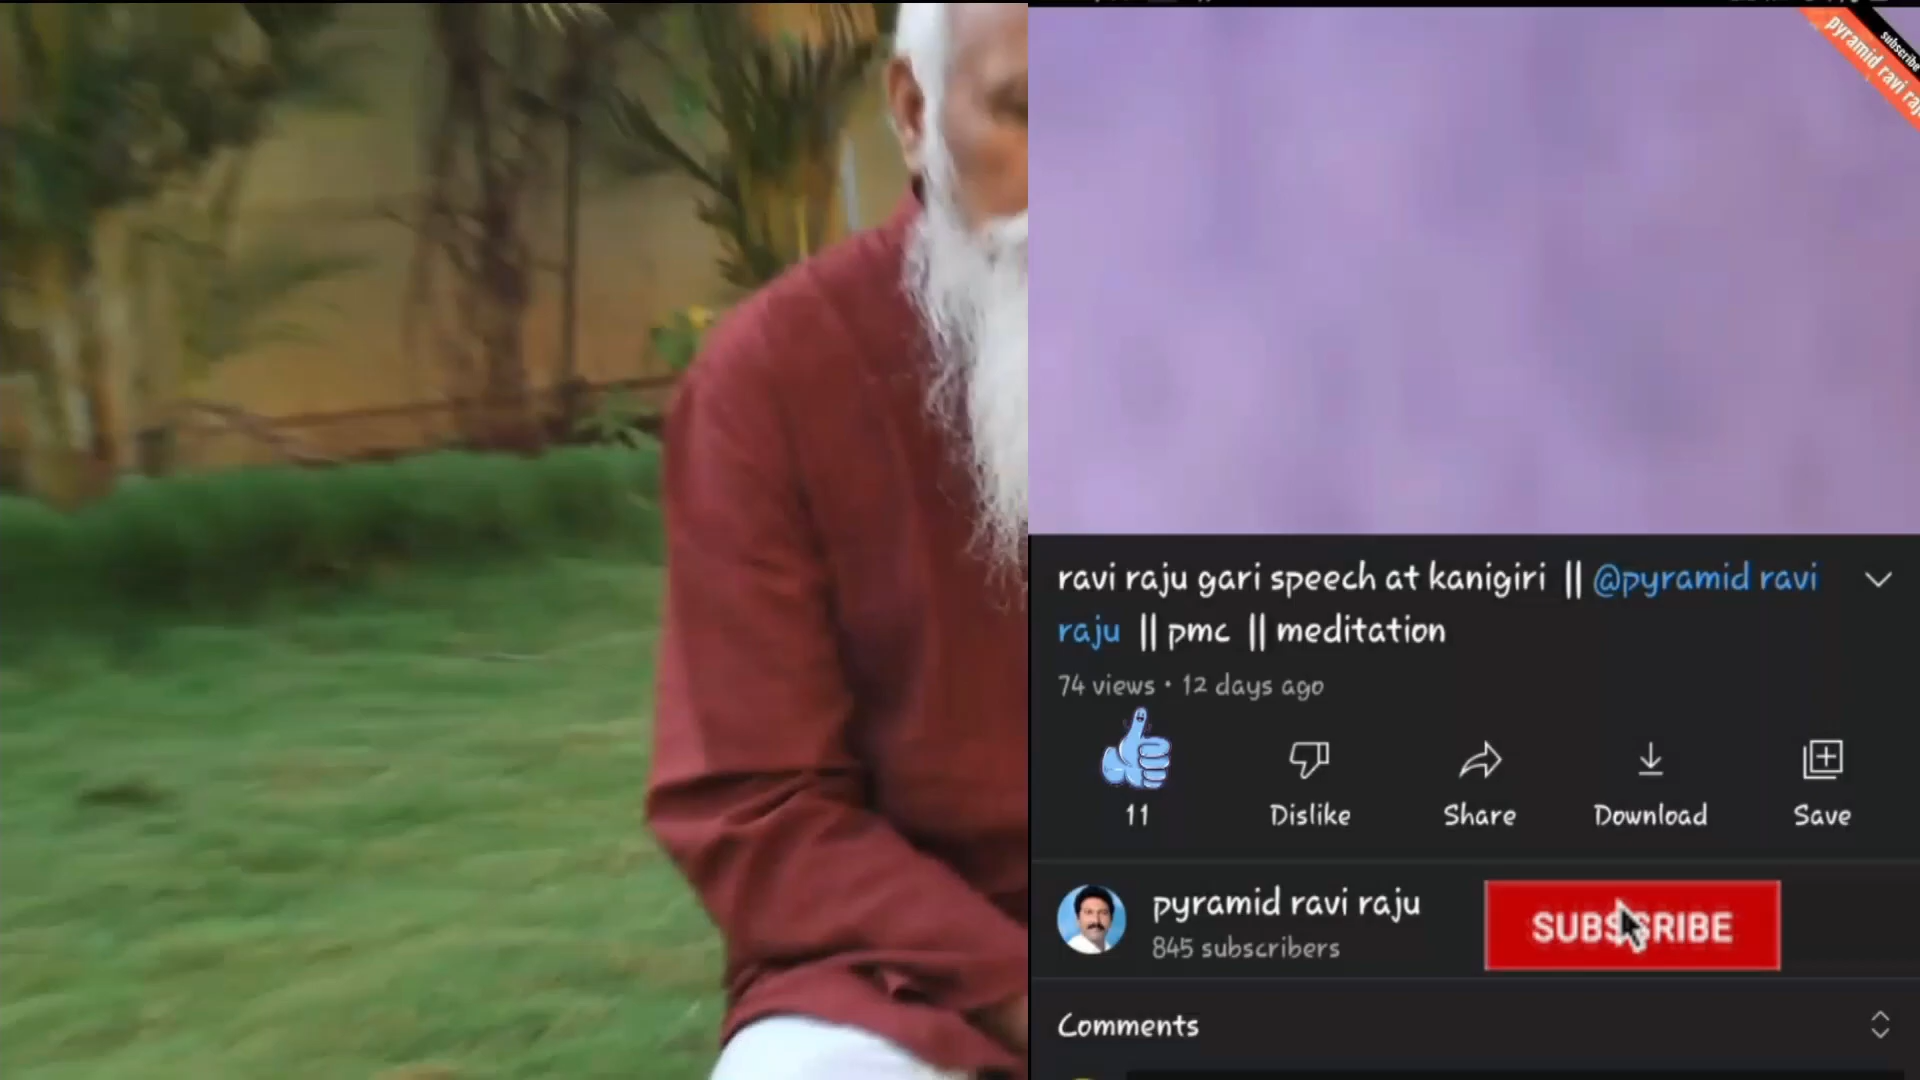 subscribe
pyramid ravi raju
ravi raju gari speech at kanigiri || @pyramid ravi
raju || pmc || meditation
74 views • 12 days ago
11
Dislike
Share
Download
Save
pyramid ravi raju
845 subscribers
SUBSCRIBE
Comments